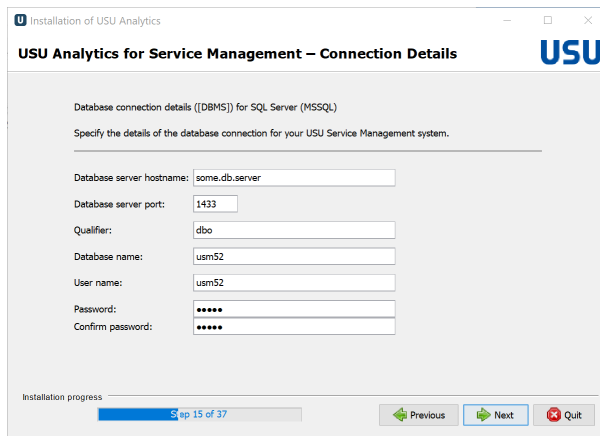 U Installation of USU Analytics
USU Analytics for Service Management – Connection Details
USU
Database connection details ([DBMS]) for SQL Server (MSSQL)
Specify the details of the database connection for your USU Service Management system.
Database server hostname: some.db.server
Database server port: 1433
Qualifier: dbo
Database name: usm52
User name: usm52
Password: •••••
Confirm password: •••••
Installation progress
Step 15 of 37
Previous Next Quit